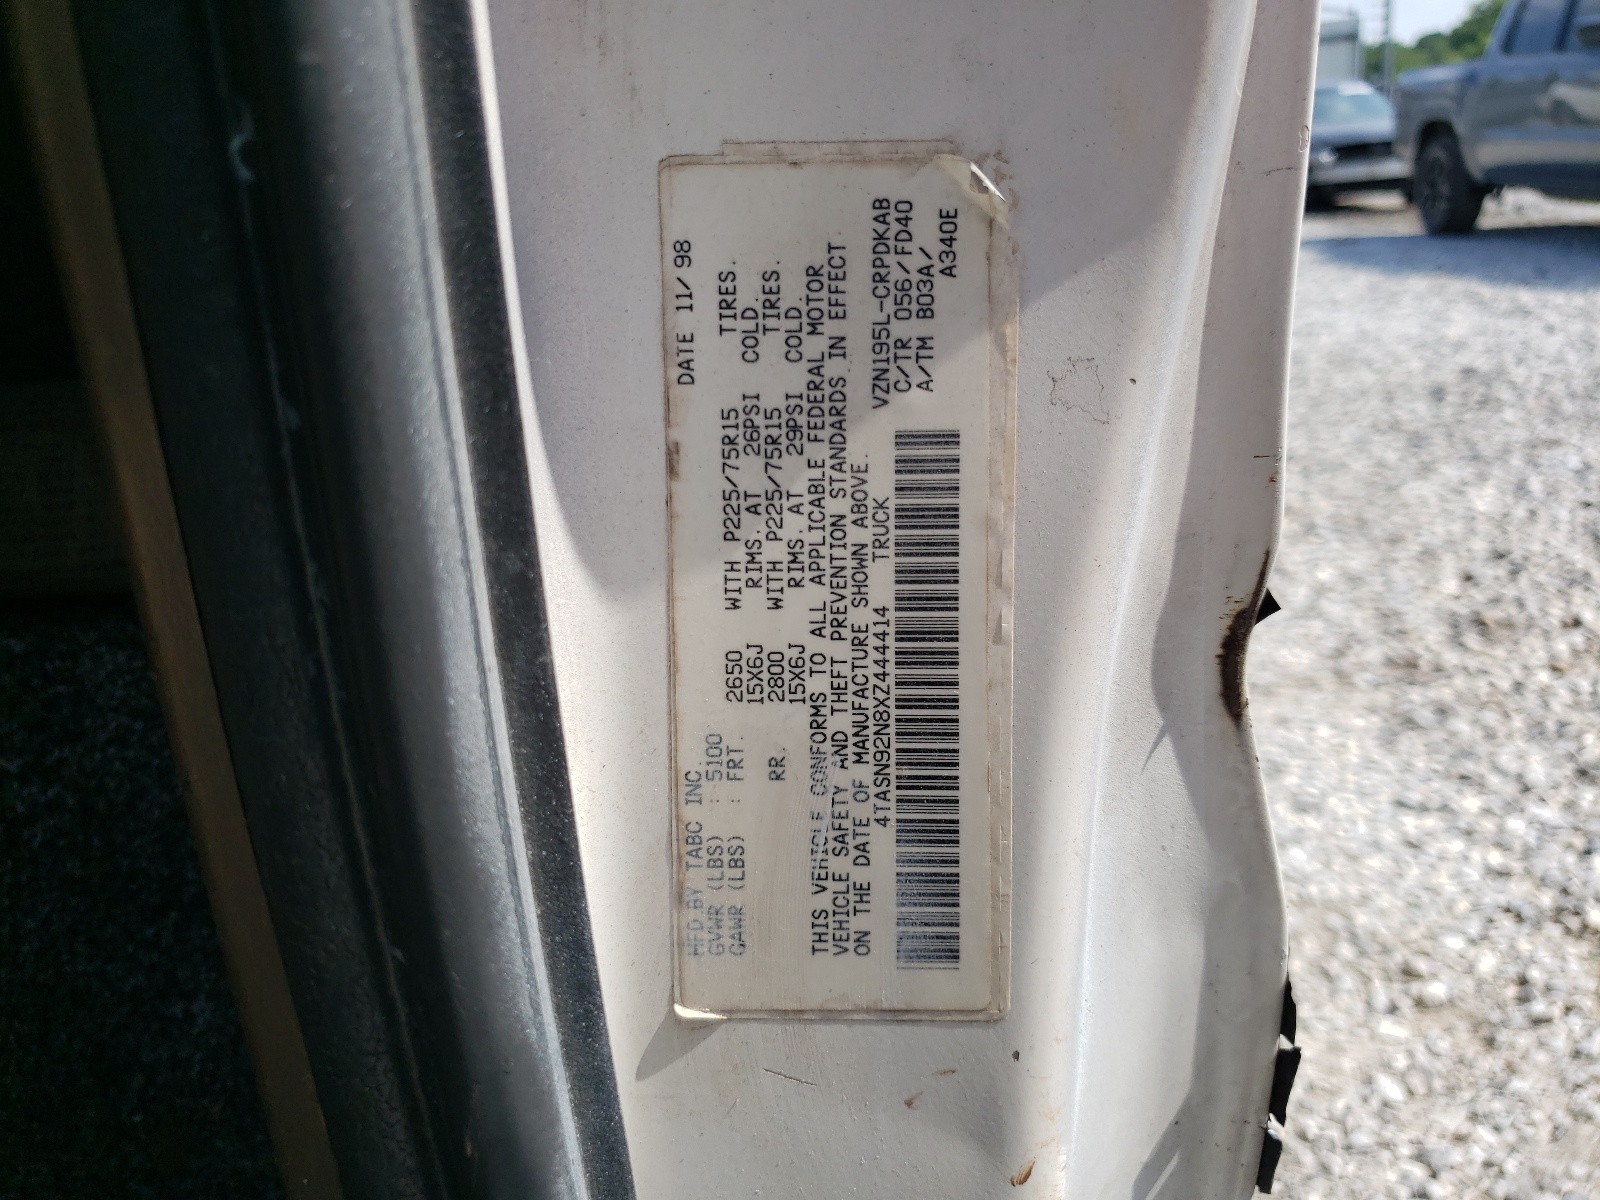 MFD.BY TABC INC. DATE 11/98
GVWR (LBS) : 5100
GAWR (LBS) : FRT. 2650 WITH P225/75R15 TIRES.
15X6J RIMS, AT 26PSI COLD.
RR. 2800 WITH P225/75R15 TIRES.
15X6J RIMS, AT 29PSI COLD.
THIS VEHICLE CONFORMS TO ALL APPLICABLE FEDERAL MOTOR
VEHICLE SAFETY AND THEFT PREVENTION STANDARDS IN EFFECT
ON THE DATE OF MANUFACTURE SHOWN ABOVE.
4TASN92N8XZ444414 TRUCK VZN195L-CRPDKAB
C/TR 056/FD40
A/TM B03A/
A340E